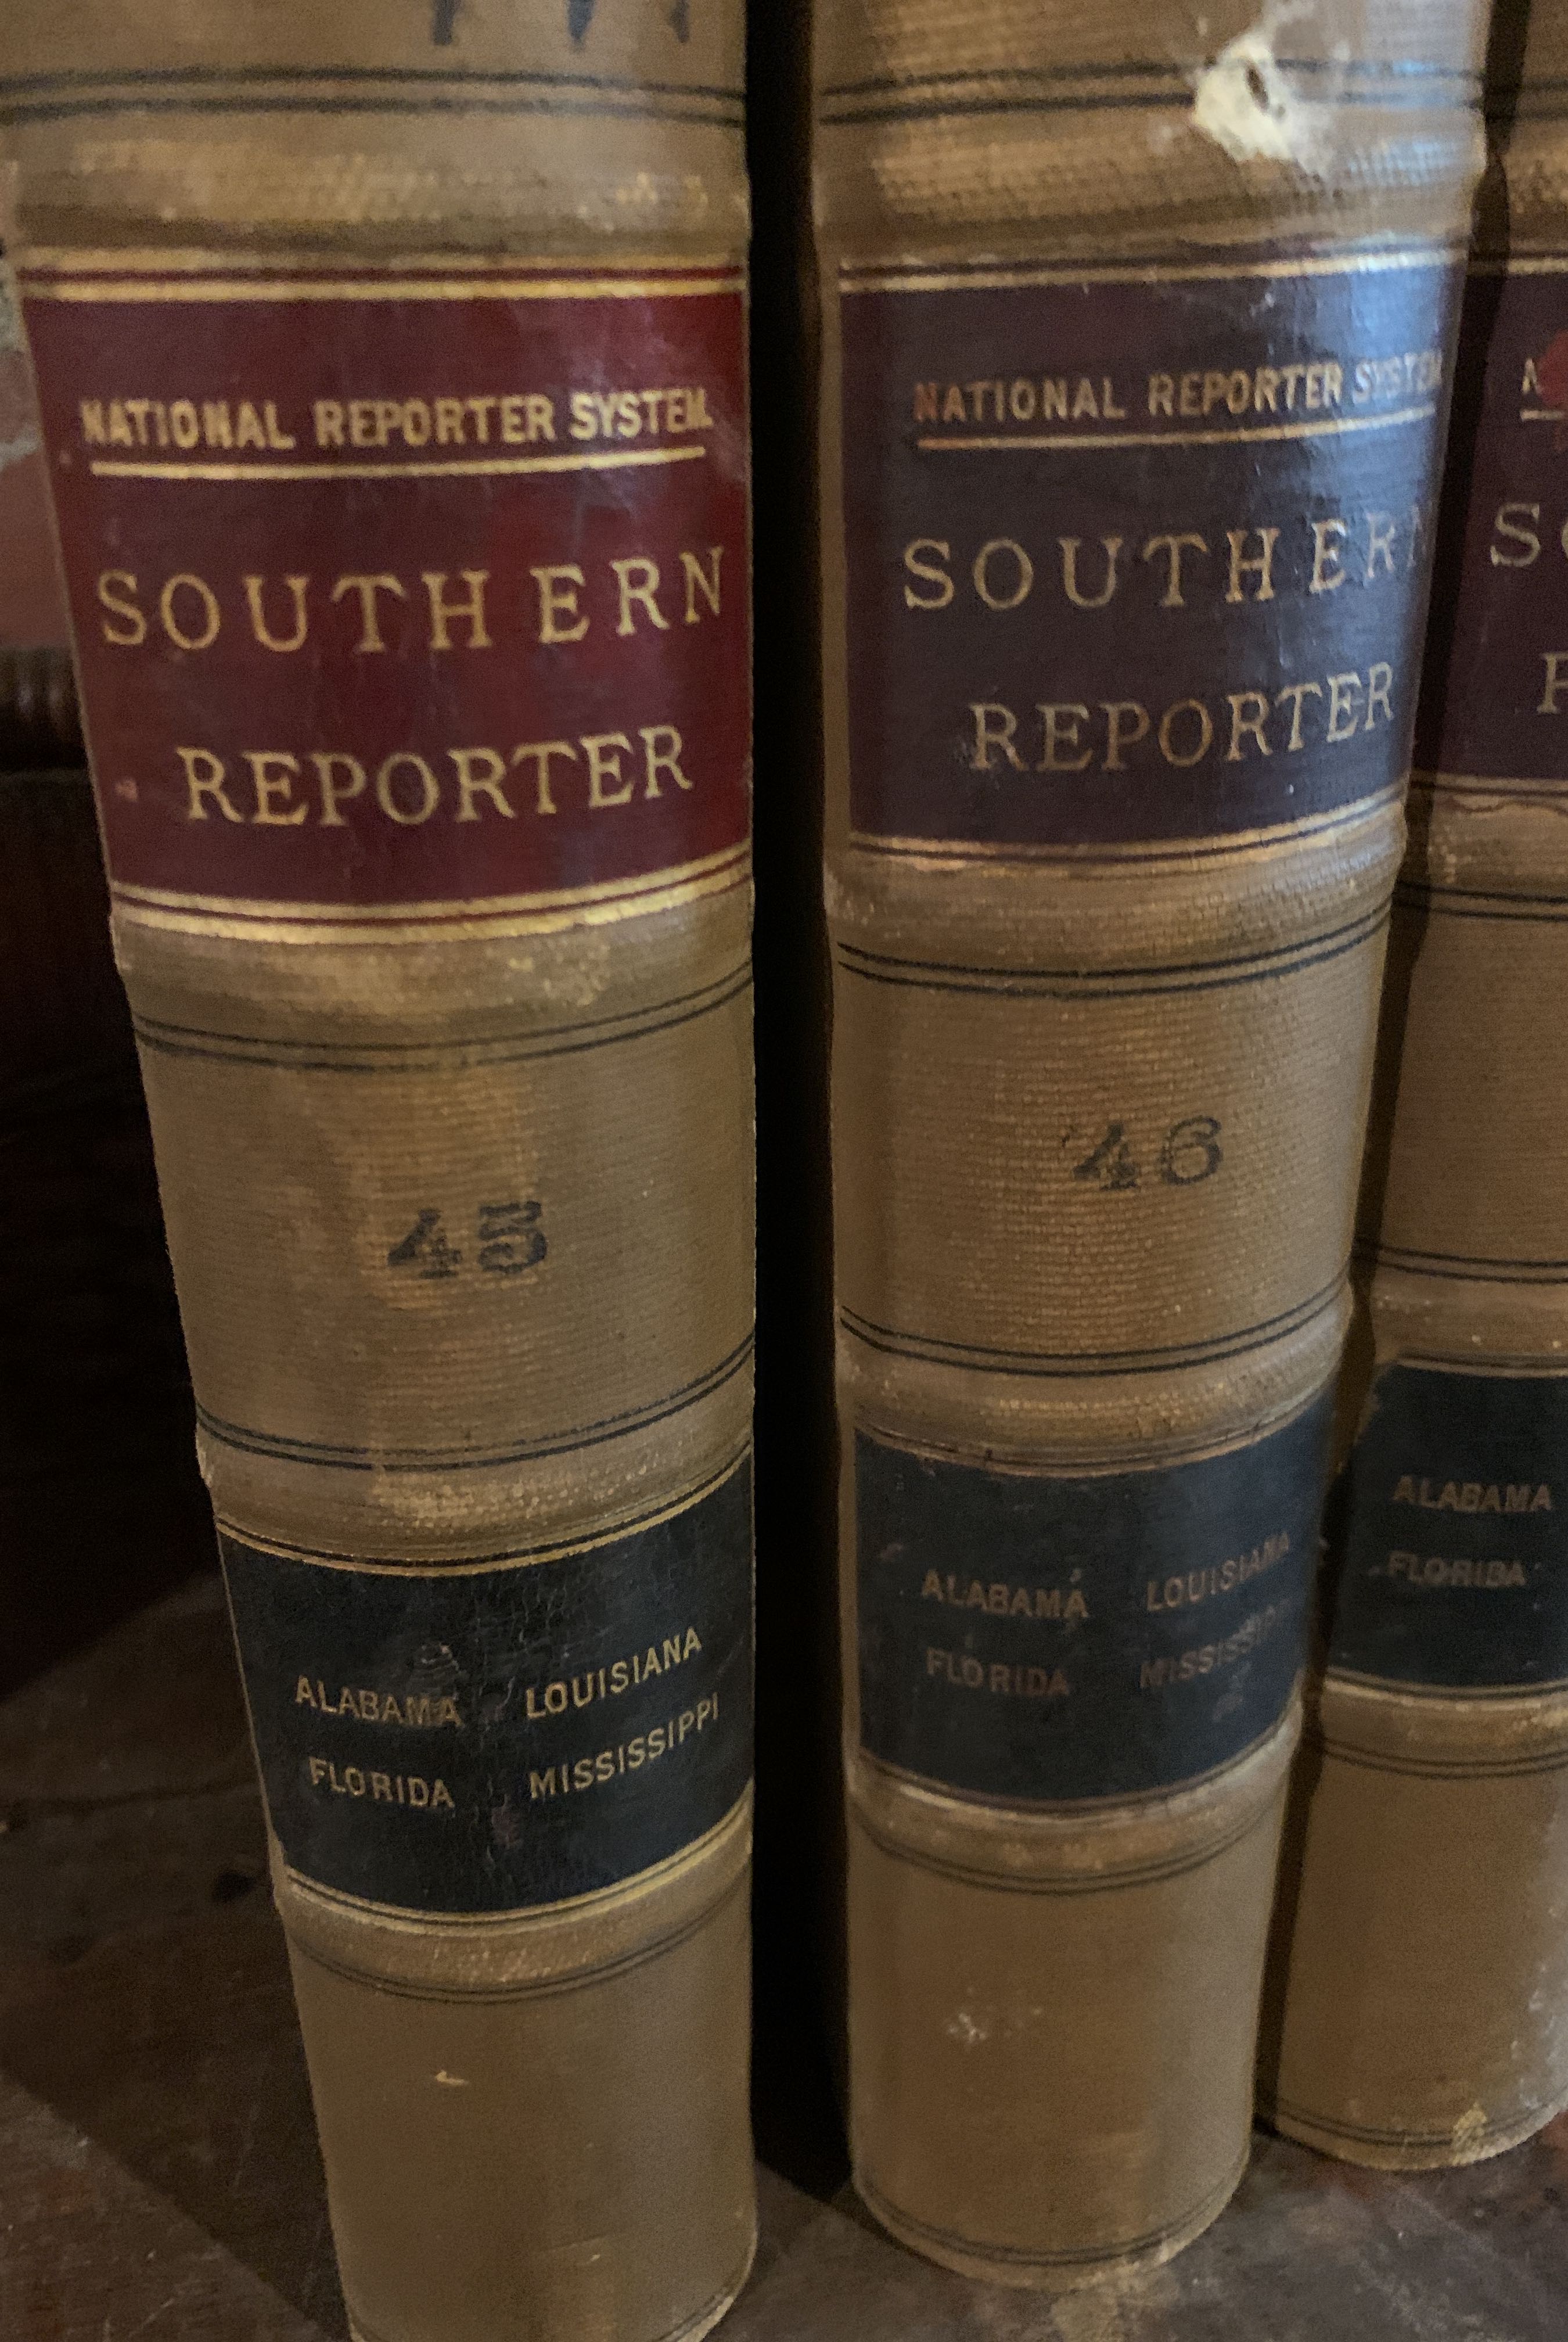 NATIONAL REPORTER SYSTEM.
SOUTHERN
REPORTER
45
ALABAMA LOUISIANA
FLORIDA MISSISSIPPI
NATIONAL REPORTER SYSTEM
SOUTHERN
REPORTER
46
ALABAMA LOUISIANA
FLORIDA MISSISSIPPI
ALABAMA
FLORIDA